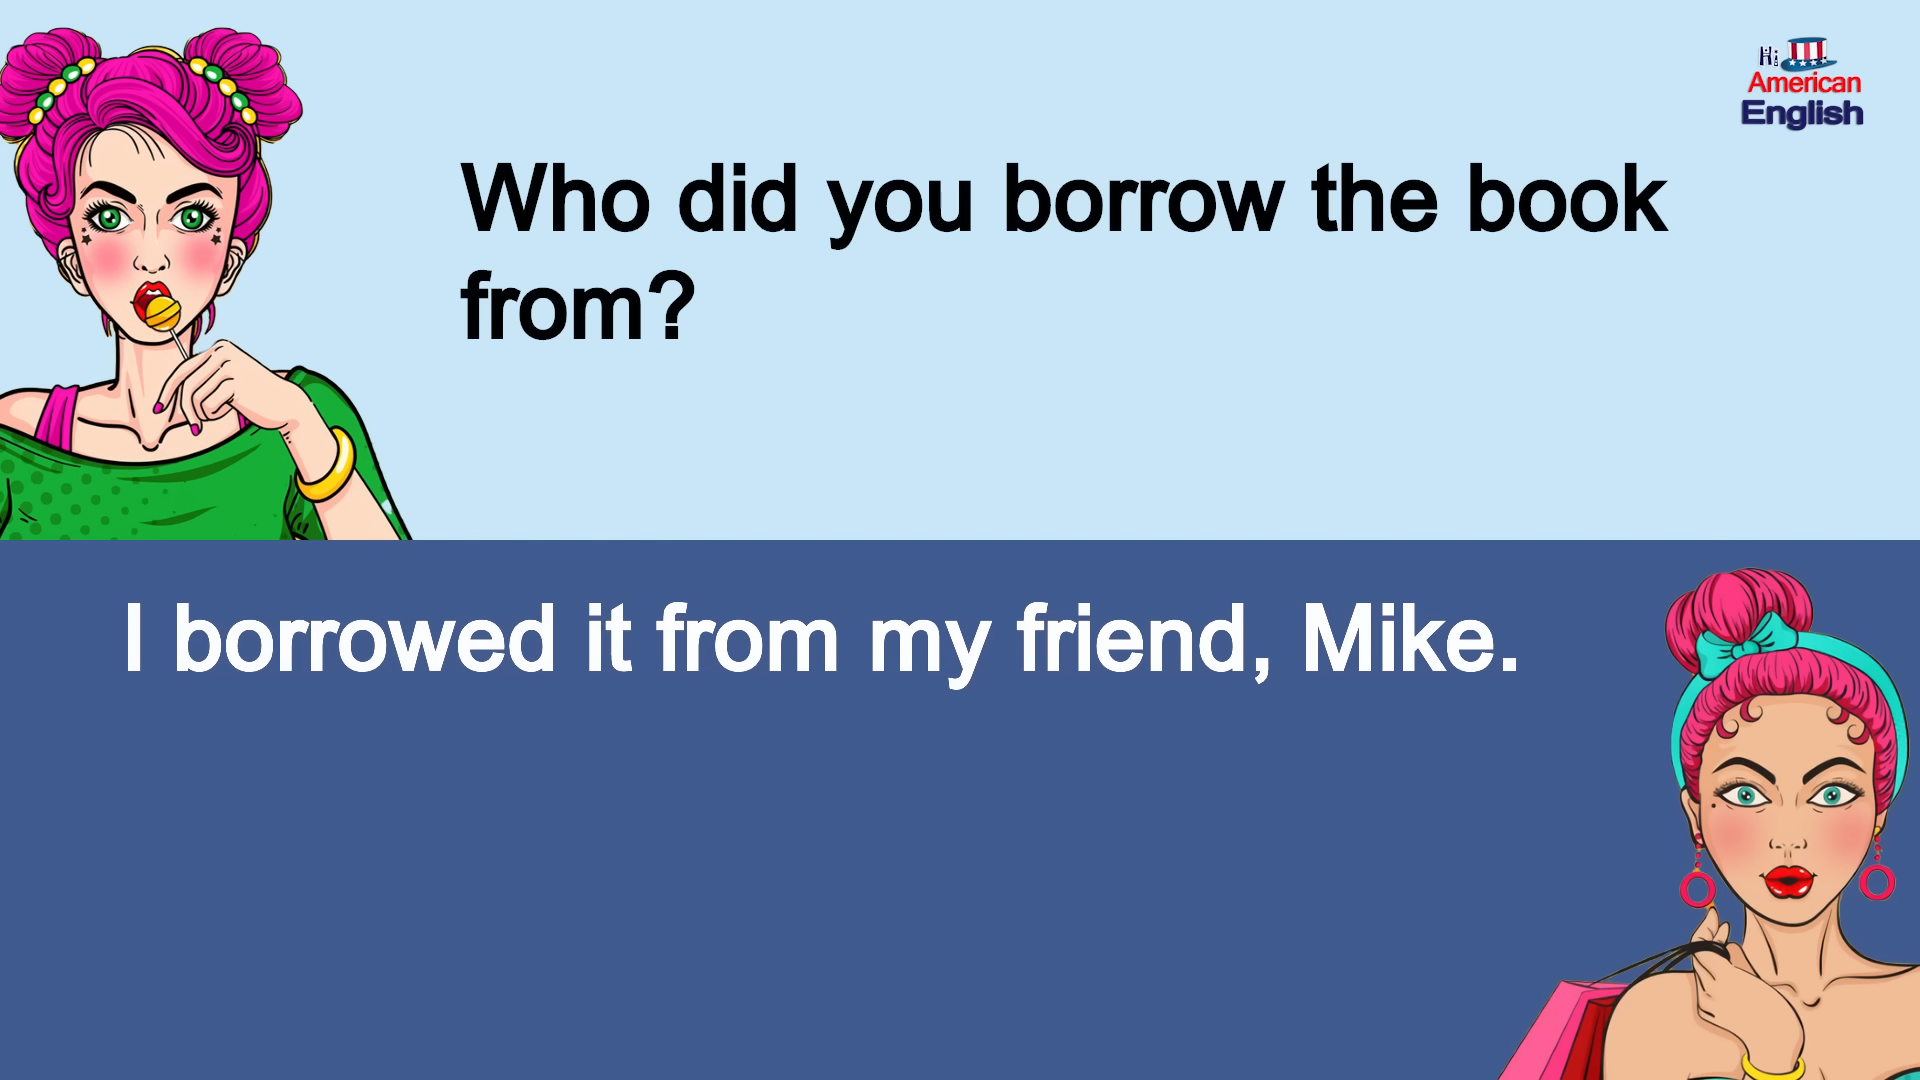 Hi
American
English
Who did you borrow the book
from?
I borrowed it from my friend, Mike.